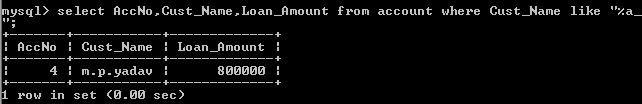 mysql> select AccNo,Cust_Name,Loan_Amount from account where Cust_Name like "%a_
";
+-------+-----------+-------------+
| AccNo | Cust_Name | Loan_Amount |
+-------+-----------+-------------+
|     4 | m.p.yadav |      800000 |
+-------+-----------+-------------+
1 row in set (0.00 sec)